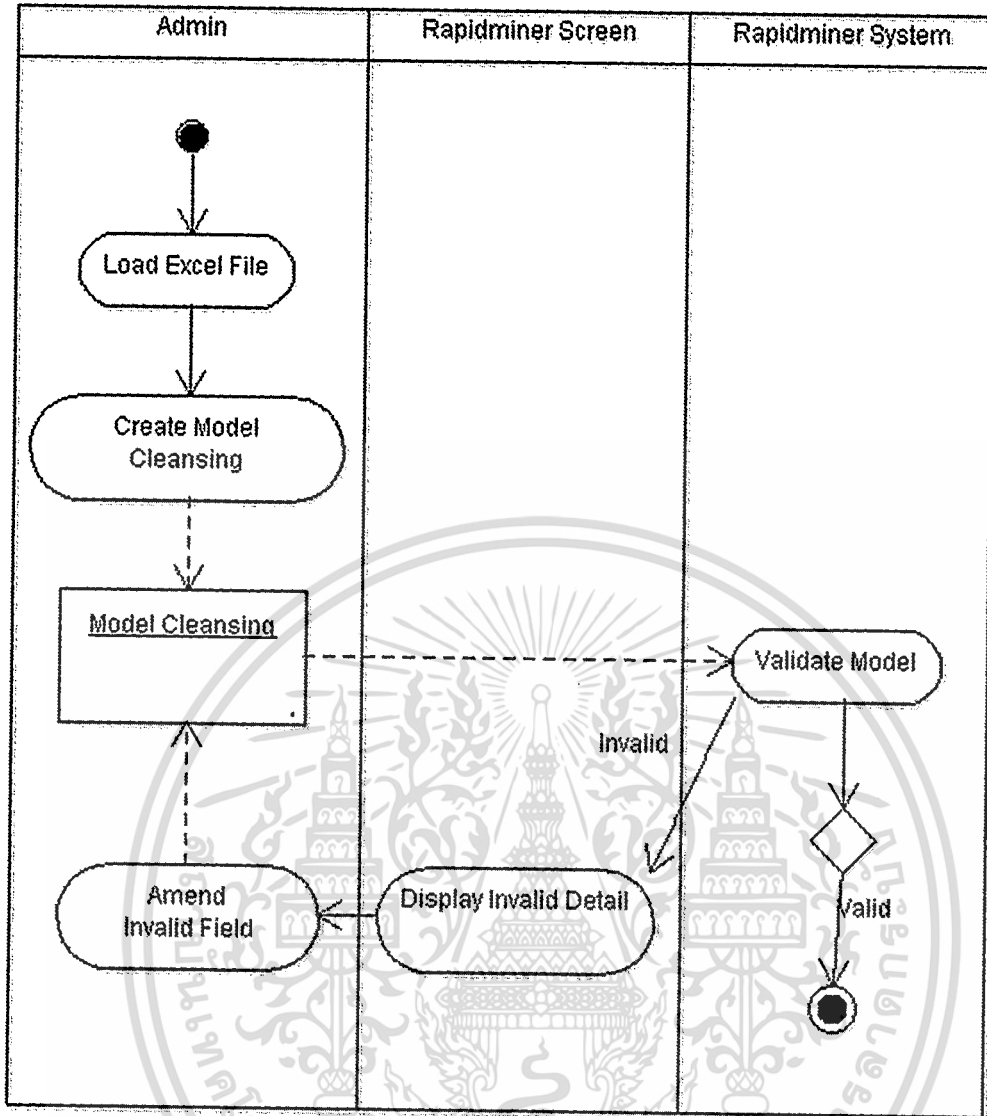 Admin
Rapidminer Screen
Rapidminer System
Load Excel File
Create Model
Cleansing
Model Cleansing
Validate Model
Invalid
Amend
Invalid Field
Display Invalid Detail
Valid